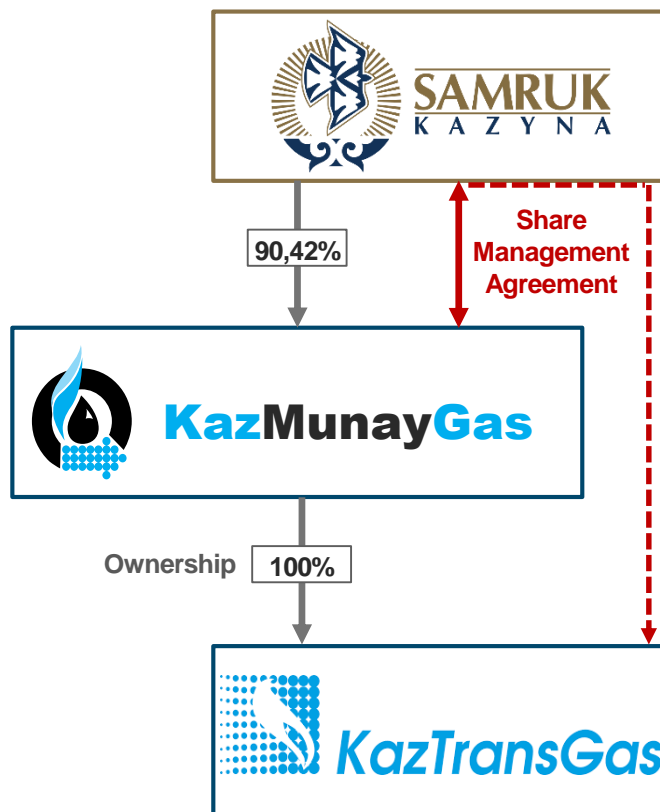 SAMRUK
KAZYNA
90,42%
Share
Management
Agreement
KazMunayGas
Ownership
100%
KazTransGas